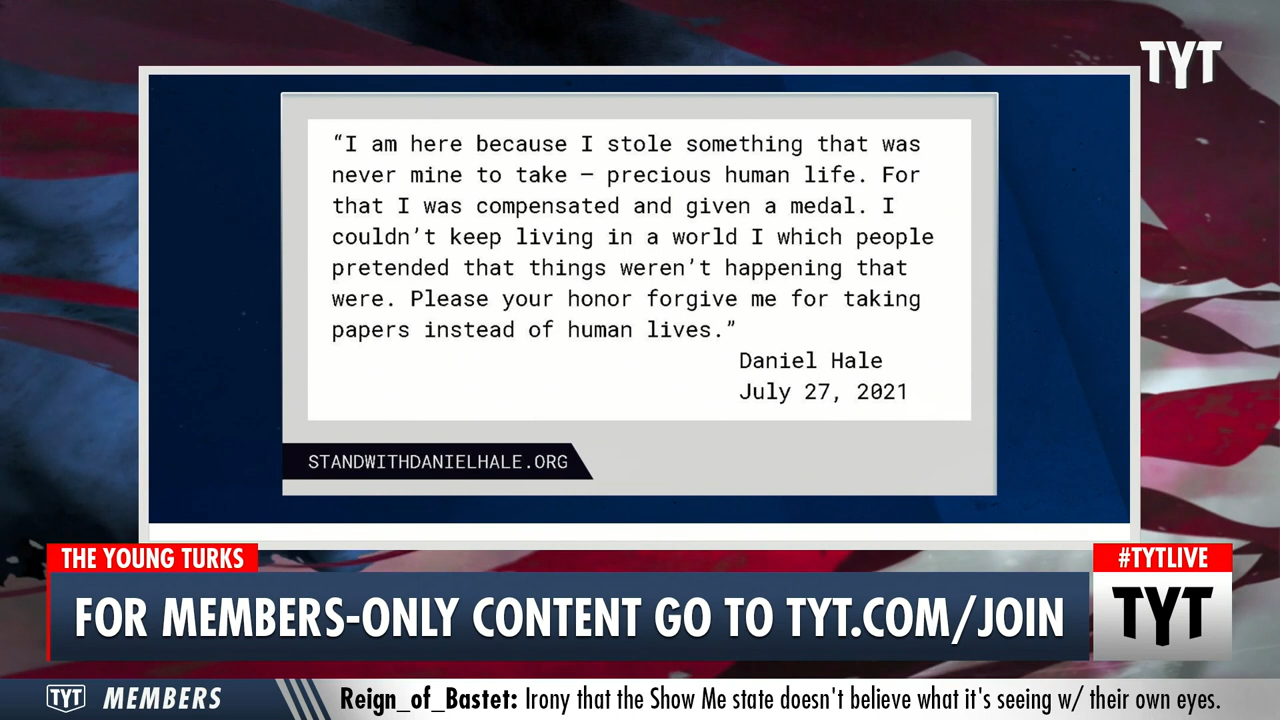 TYT
“I am here because I stole something that was
never mine to take – precious human life. For
that I was compensated and given a medal. I
couldn’t keep living in a world I which people
pretended that things weren’t happening that
were. Please your honor forgive me for taking
papers instead of human lives.”
Daniel Hale
July 27, 2021
STANDWITHDANIELHALE.ORG
THE YOUNG TURKS
#TYTLIVE
FOR MEMBERS-ONLY CONTENT GO TO TYT.COM/JOIN
TYT
TYT MEMBERS
Reign_of_Bastet: Irony that the Show Me state doesn't believe what it's seeing w/ their own eyes.